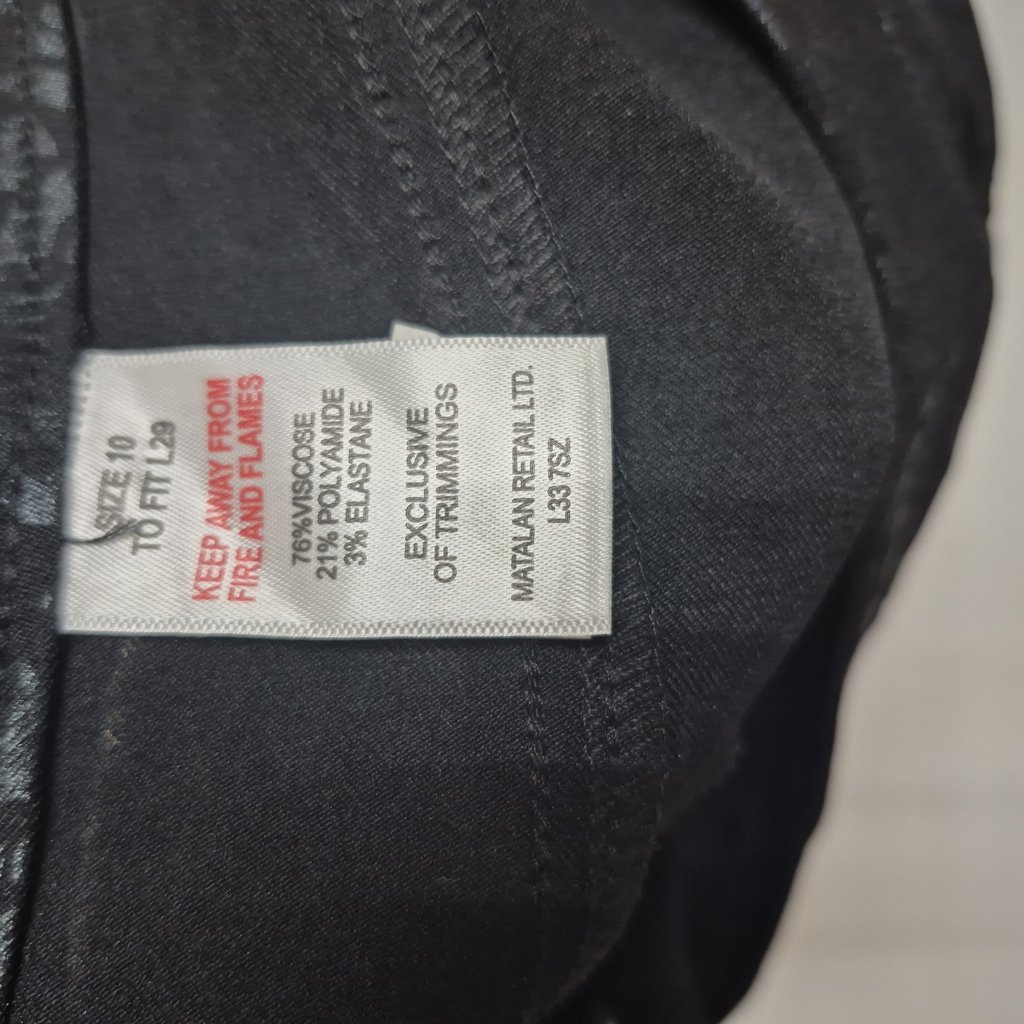 SIZE 10
TO FIT L29
KEEP AWAY FROM
FIRE AND FLAMES
76%VISCOSE
21% POLYAMIDE
3% ELASTANE
EXCLUSIVE
OF TRIMMINGS
MATALAN RETAIL LTD.
L33 7SZ